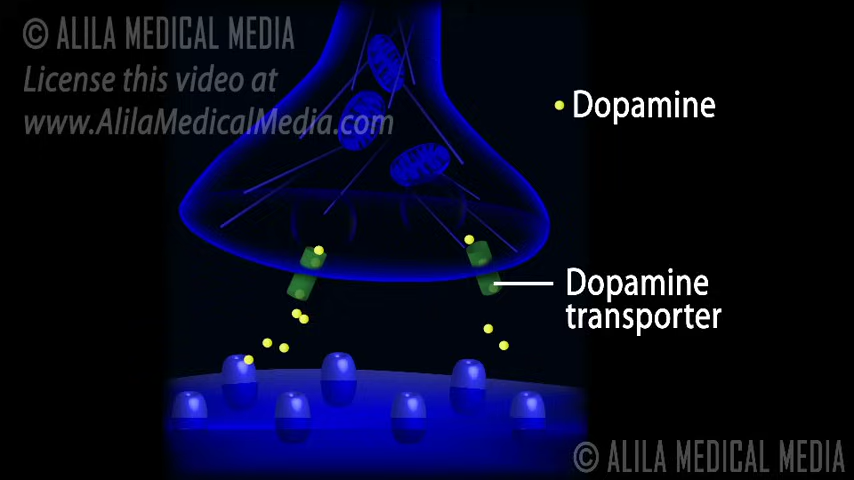 © ALILA MEDICAL MEDIA
License this video at
www.AlilaMedicalMedia.com
Dopamine
Dopamine
transporter
© ALILA MEDICAL MEDIA